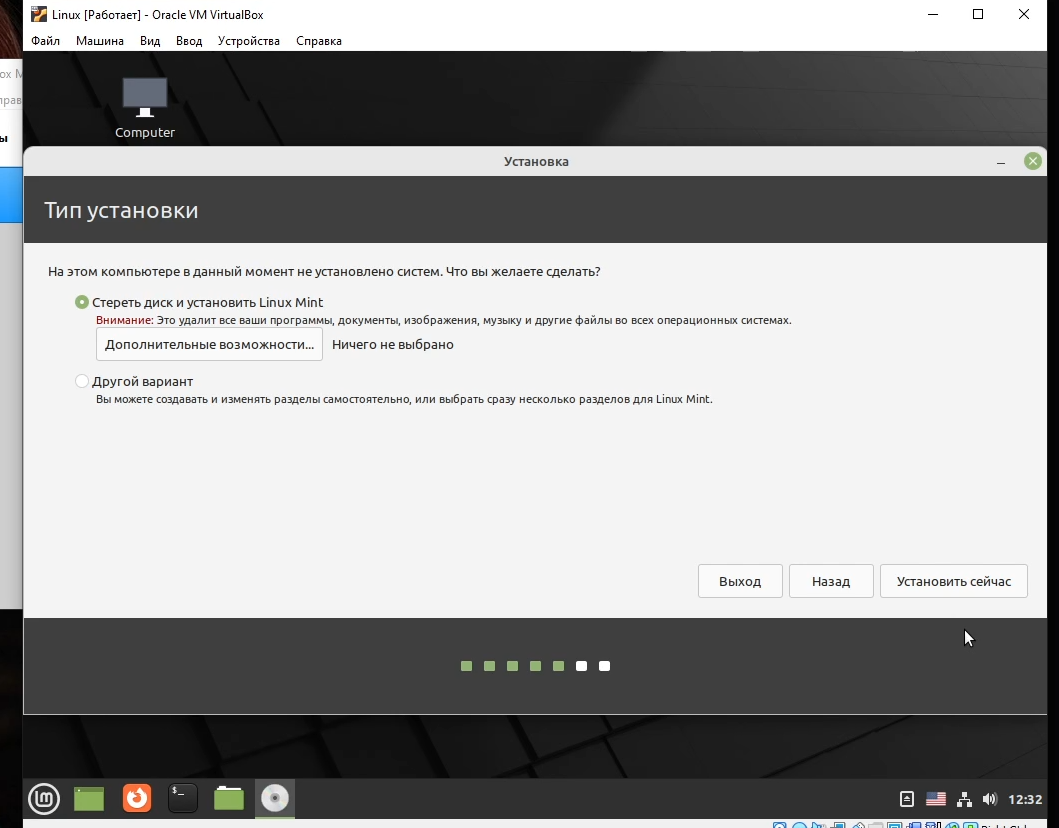 Linux [Работает] - Oracle VM VirtualBox
Файл Машина Вид Ввод Устройства Справка
Computer
Установка
Тип установки
На этом компьютере в данный момент не установлено систем. Что вы желаете сделать?
Стереть диск и установить Linux Mint
Внимание: Это удалит все ваши программы, документы, изображения, музыку и другие файлы во всех операционных системах.
Дополнительные возможности... Ничего не выбрано
Другой вариант
Вы можете создавать и изменять разделы самостоятельно, или выбрать сразу несколько разделов для Linux Mint.
Выход Назад Установить сейчас
12:32